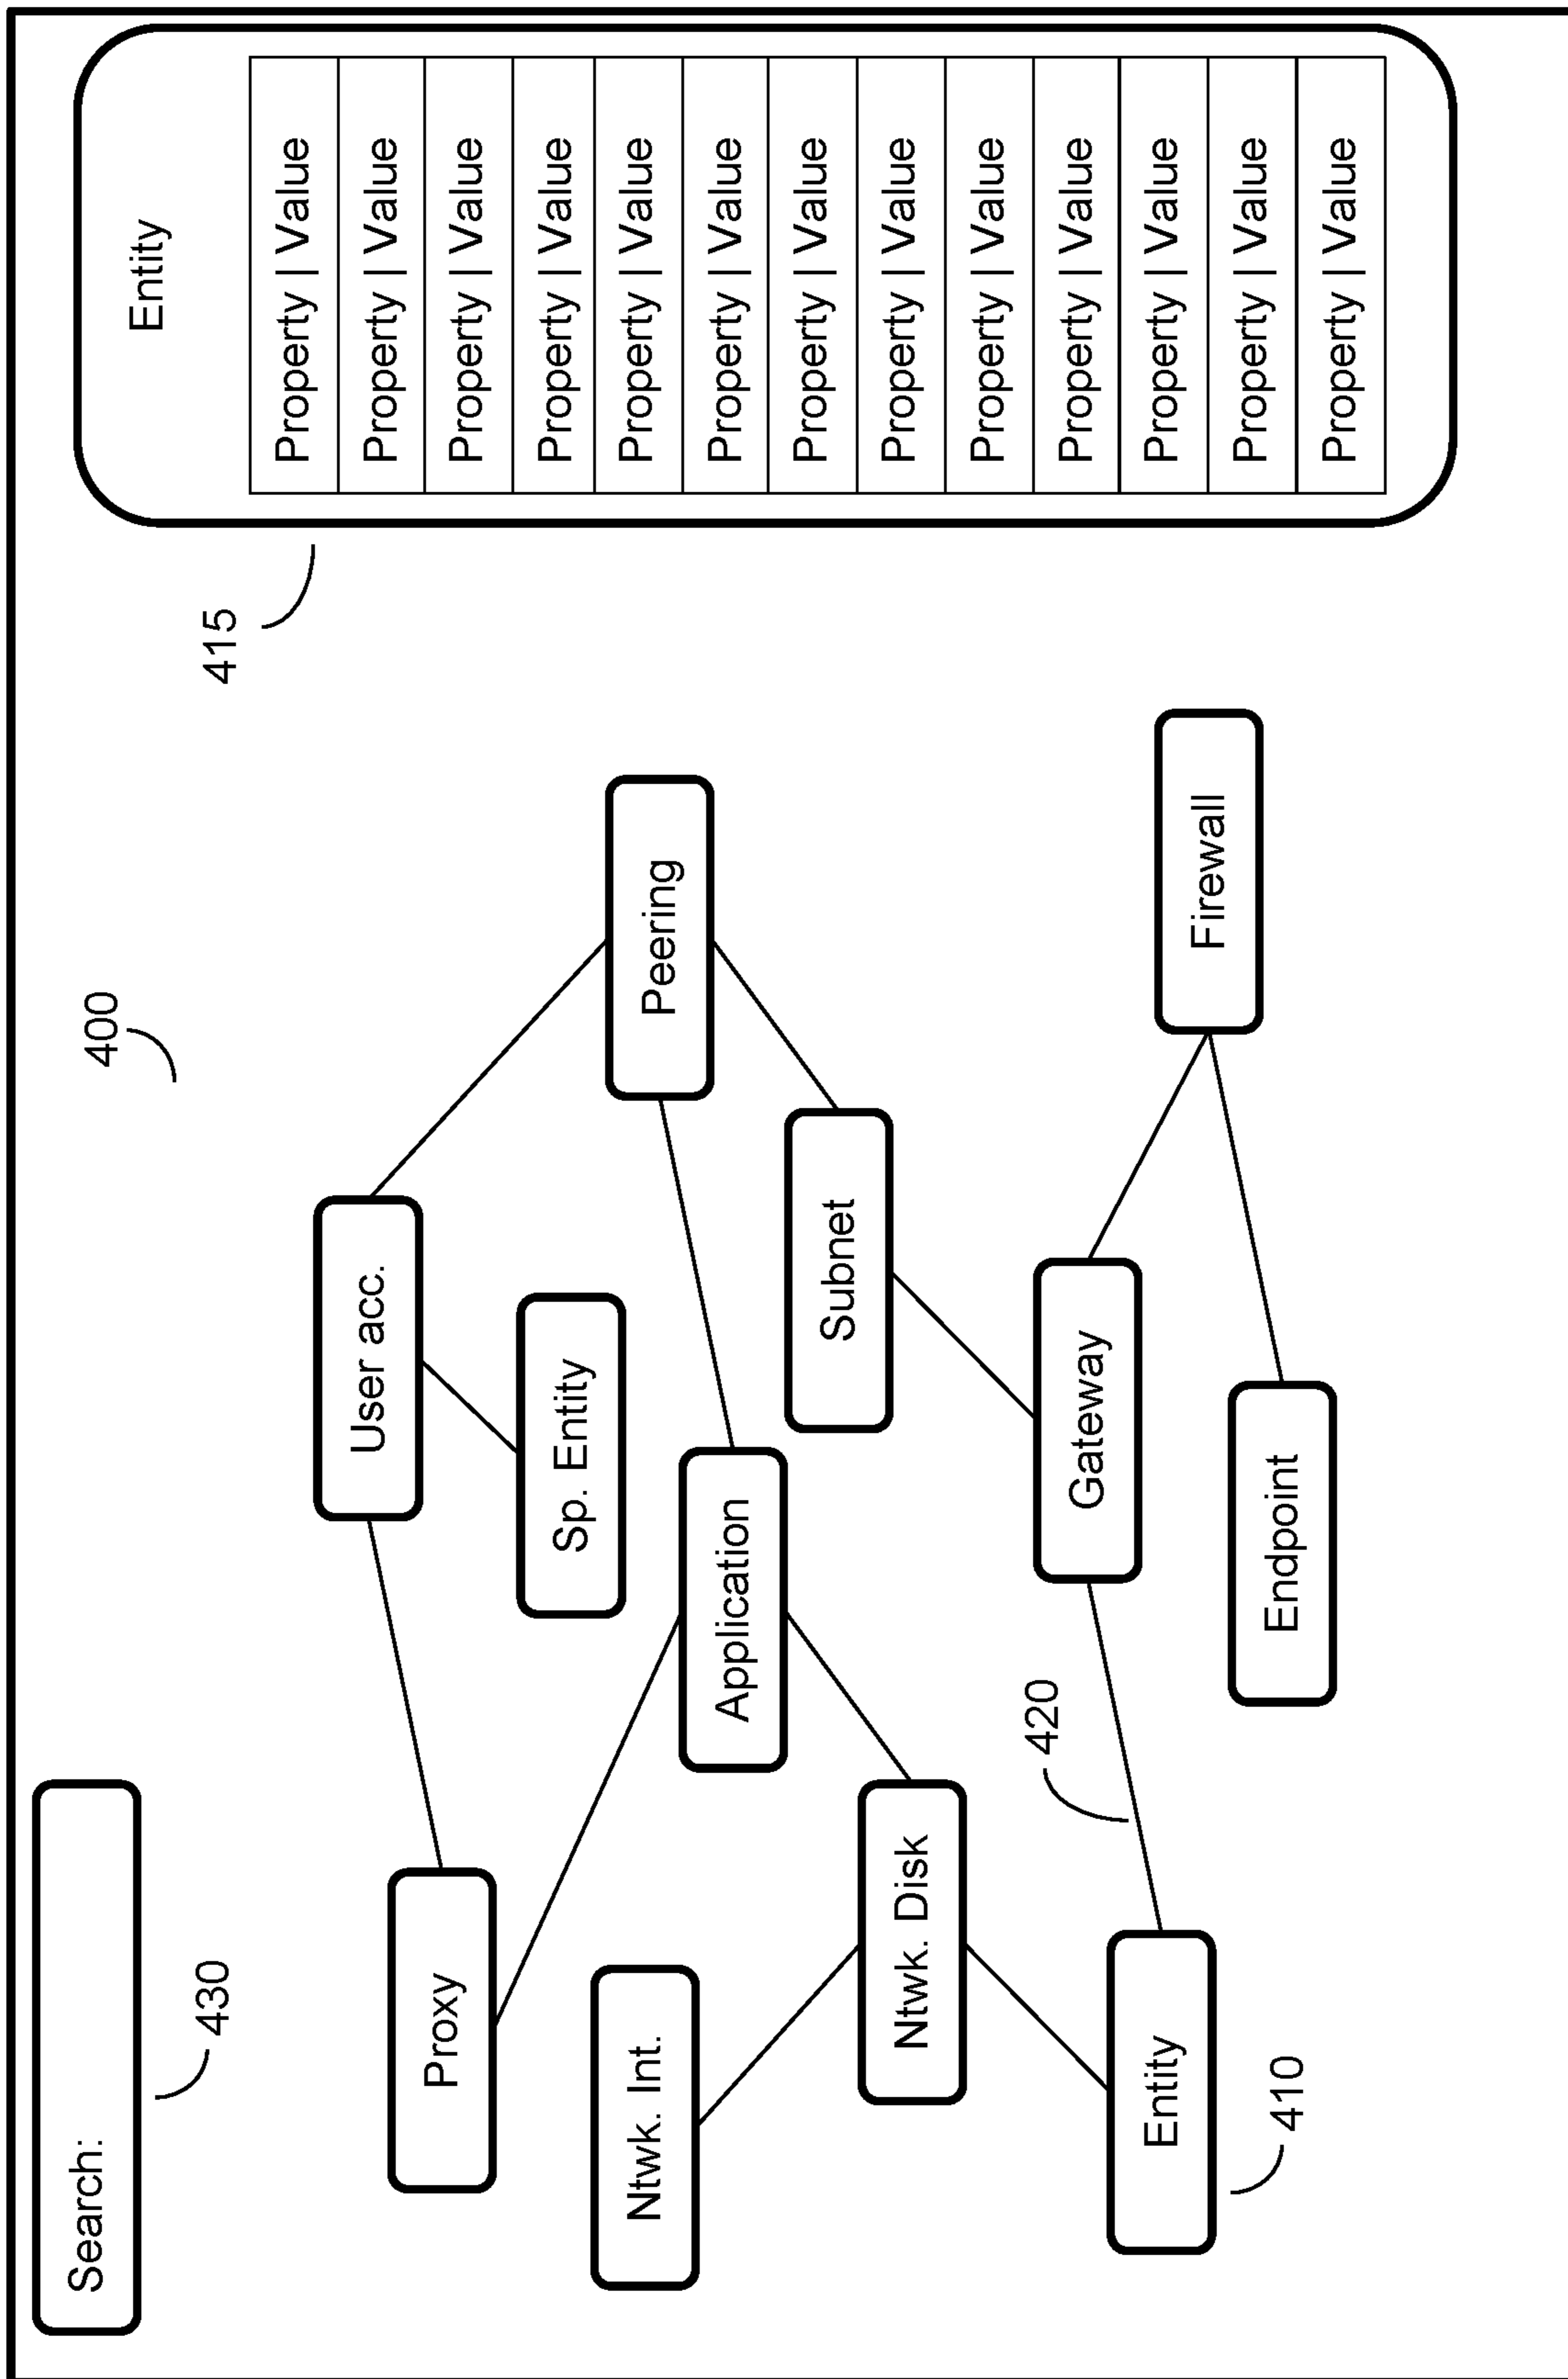 Search:
430
400
Entity
415
Property | Value
Property | Value
Property | Value
Property | Value
Property | Value
Property | Value
Property | Value
Property | Value
Property | Value
Property | Value
Property | Value
Property | Value
Property | Value
User acc.
Proxy
Sp. Entity
Ntwk. Int.
Peering
Application
Subnet
Ntwk. Disk
420
Gateway
Entity
Firewall
Endpoint
410